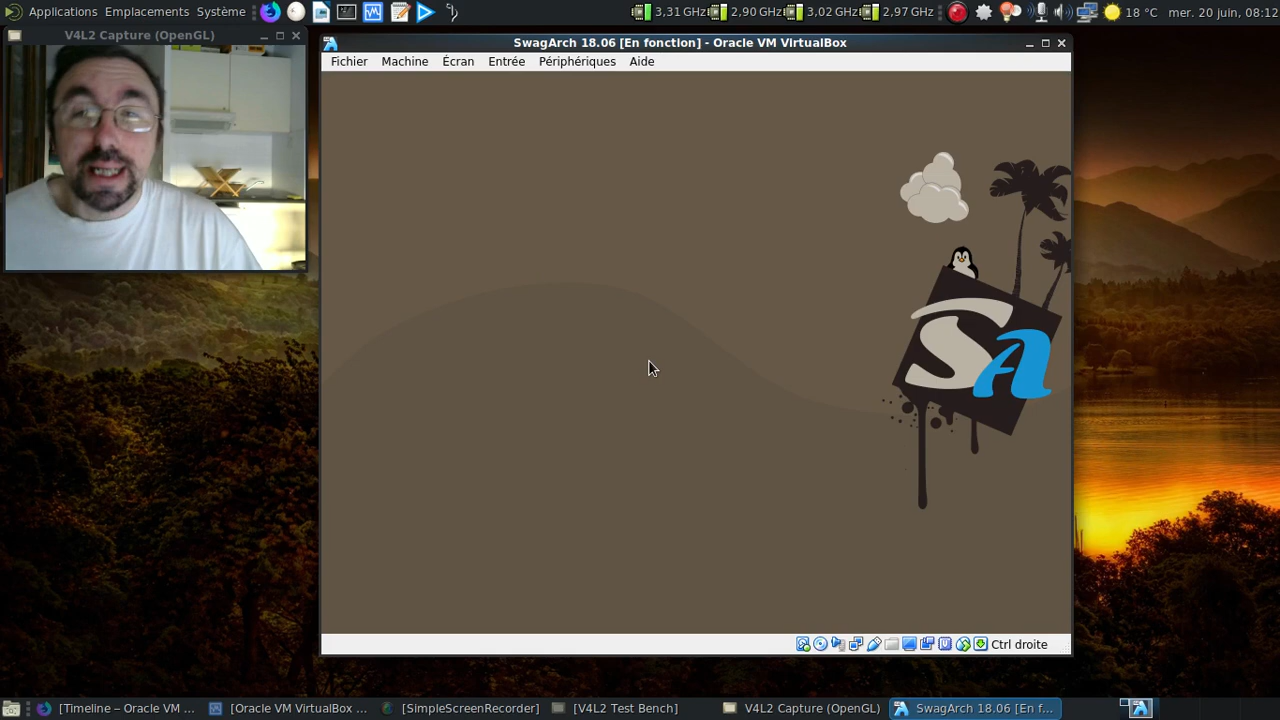 Applications Emplacements Système 3,31 GHz 2,90 GHz 3,02 GHz 2,97 GHz 18 °C mer. 20 juin, 08:12
V4L2 Capture (OpenGL)
SwagArch 18.06 [En fonction] - Oracle VM VirtualBox
Fichier Machine Écran Entrée Périphériques Aide
SA
Ctrl droite
[Timeline – Oracle VM ... [Oracle VM VirtualBox ... [SimpleScreenRecorder] [V4L2 Test Bench] V4L2 Capture (OpenGL) SwagArch 18.06 [En f...